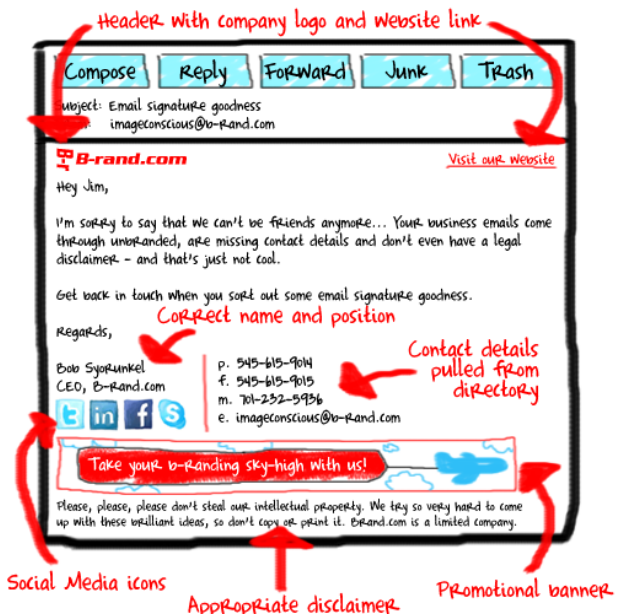 Header with company logo and website link
Compose Reply Forward Junk Trash
Subject: Email signature goodness
imageconscious@b-rand.com
B-rand.com Visit our website
Hey Jim,
I'm sorry to say that we can't be friends anymore... Your business emails come
through unbranded, are missing contact details and don't even have a legal
disclaimer - and that's just not cool.
Get back in touch when you sort out some email signature goodness.
Correct name and position
Regards,
Bob Syorunkel
CEO, B-Rand.com
p. 545-615-9014
f. 545-615-9015
m. 701-232-5936
e. imageconscious@b-rand.com
Contact details
pulled from
directory
t in f S
Take your b-randing sky-high with us!
Please, please, please don't steal our intellectual property. We try so very hard to come
up with these brilliant ideas, so don't copy or print it. BRand.com is a limited company.
Social Media icons
Appropriate disclaimer
Promotional banner